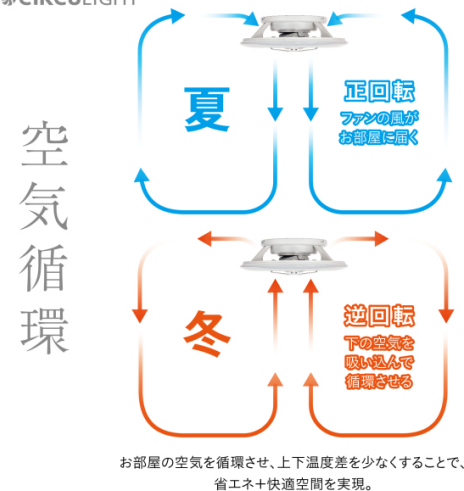 CIRCULIGHT
空気循環
夏
正回転
ファンの風が
お部屋に届く
冬
逆回転
下の空気を
吸い込んで
循環させる
お部屋の空気を循環させ、上下温度差を少なくすることで、
省エネ+快適空間を実現。